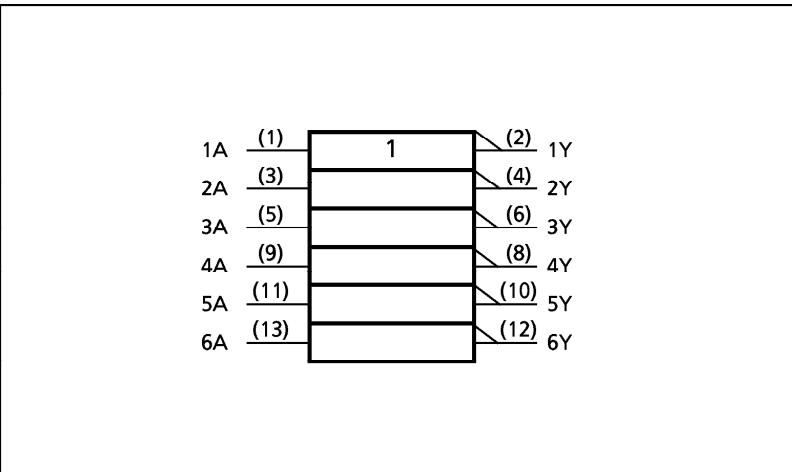 1A (1) 1 (2) 1Y
2A (3) (4) 2Y
3A (5) (6) 3Y
4A (9) (8) 4Y
5A (11) (10) 5Y
6A (13) (12) 6Y